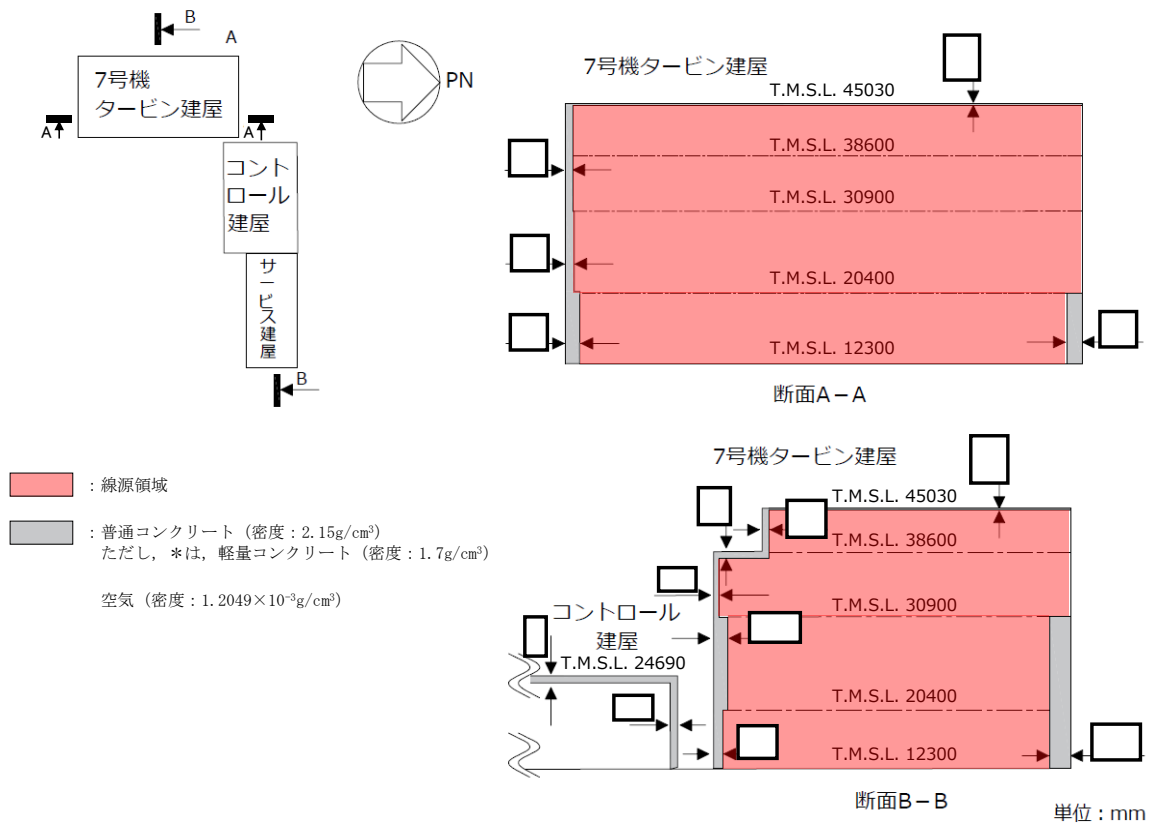 B
A
7号機
タービン建屋
A
A
コント
ロール
建屋
サービス建屋
B
PN
7号機タービン建屋
T.M.S.L. 45030
T.M.S.L. 38600
T.M.S.L. 30900
T.M.S.L. 20400
T.M.S.L. 12300
断面A－A
：線源領域
：普通コンクリート（密度：2.15g/cm³）
ただし，＊は，軽量コンクリート（密度：1.7g/cm³）
空気（密度：1.2049×10⁻³g/cm³）
7号機タービン建屋
T.M.S.L. 45030
T.M.S.L. 38600
T.M.S.L. 30900
コントロール
建屋
T.M.S.L. 24690
T.M.S.L. 20400
T.M.S.L. 12300
断面B－B
単位：mm